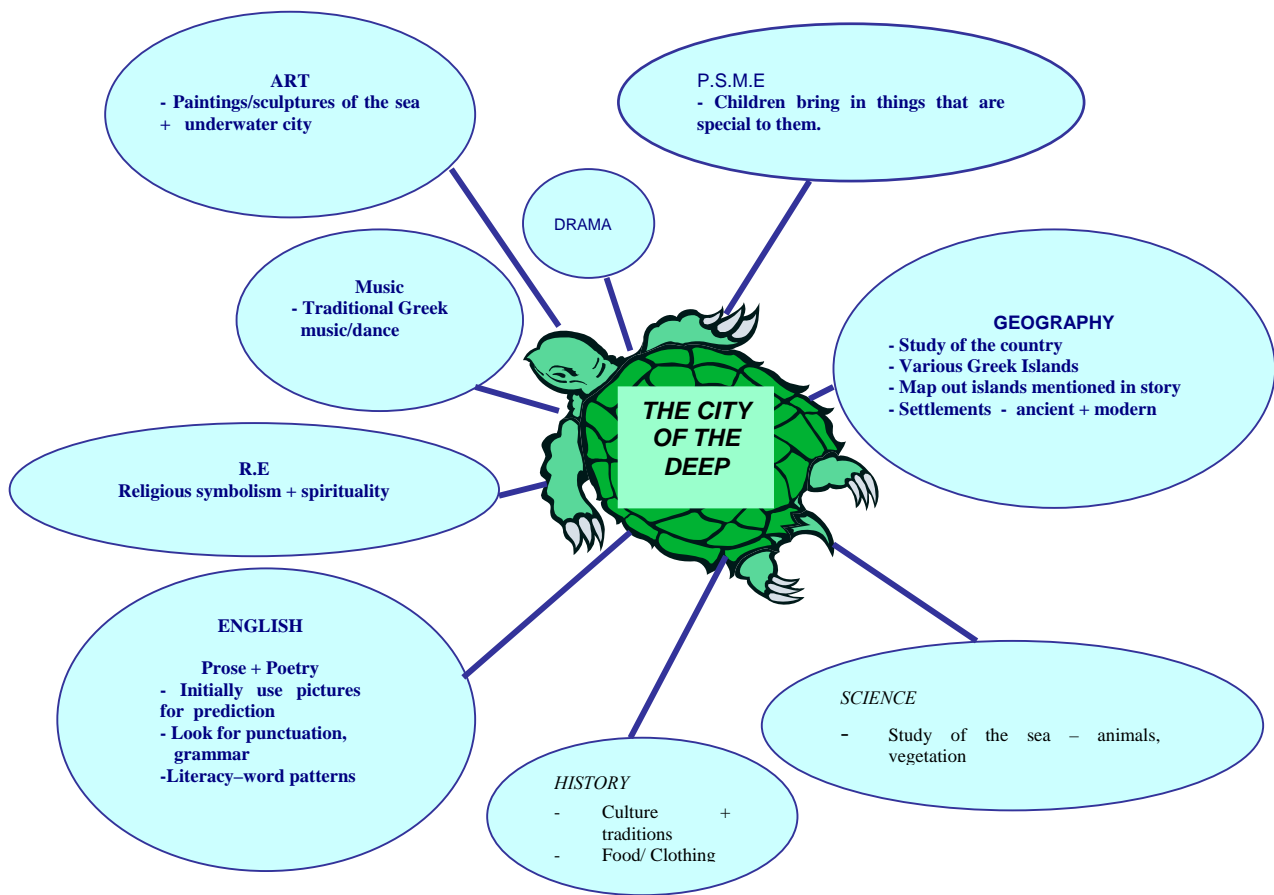 ART
- Paintings/sculptures of the sea
+ underwater city
P.S.M.E
- Children bring in things that are
special to them.
DRAMA
Music
- Traditional Greek
music/dance
GEOGRAPHY
- Study of the country
- Various Greek Islands
- Map out islands mentioned in story
- Settlements - ancient + modern
THE CITY
OF THE
DEEP
R.E
Religious symbolism + spirituality
ENGLISH
Prose + Poetry
- Initially use pictures
for prediction
- Look for punctuation,
grammar
-Literacy–word patterns
SCIENCE
- Study of the sea – animals,
vegetation
HISTORY
- Culture +
traditions
- Food/ Clothing